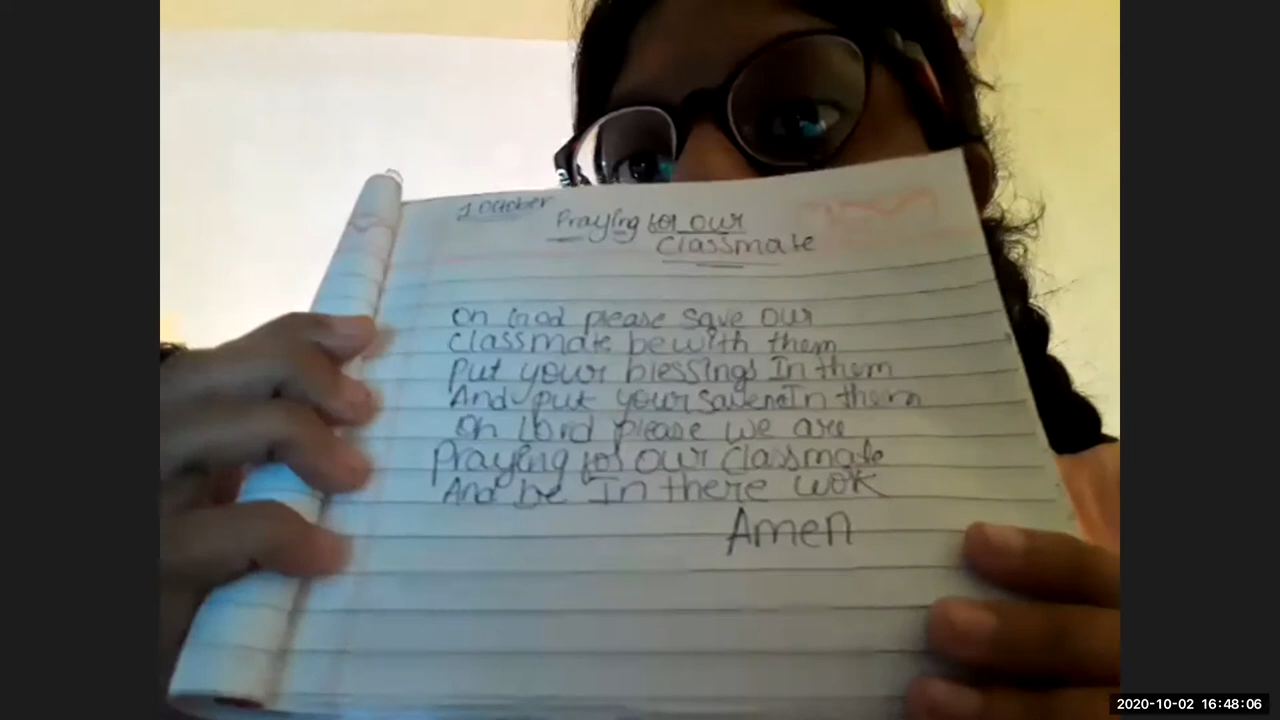 1 October
Praying for our
Classmate
Oh God please save our
Classmate be with them
Put your blessings In them
And put your In them
Oh Lord please we are
Praying for our Classmate
And be In there wok
Amen
2020-10-02 16:48:06